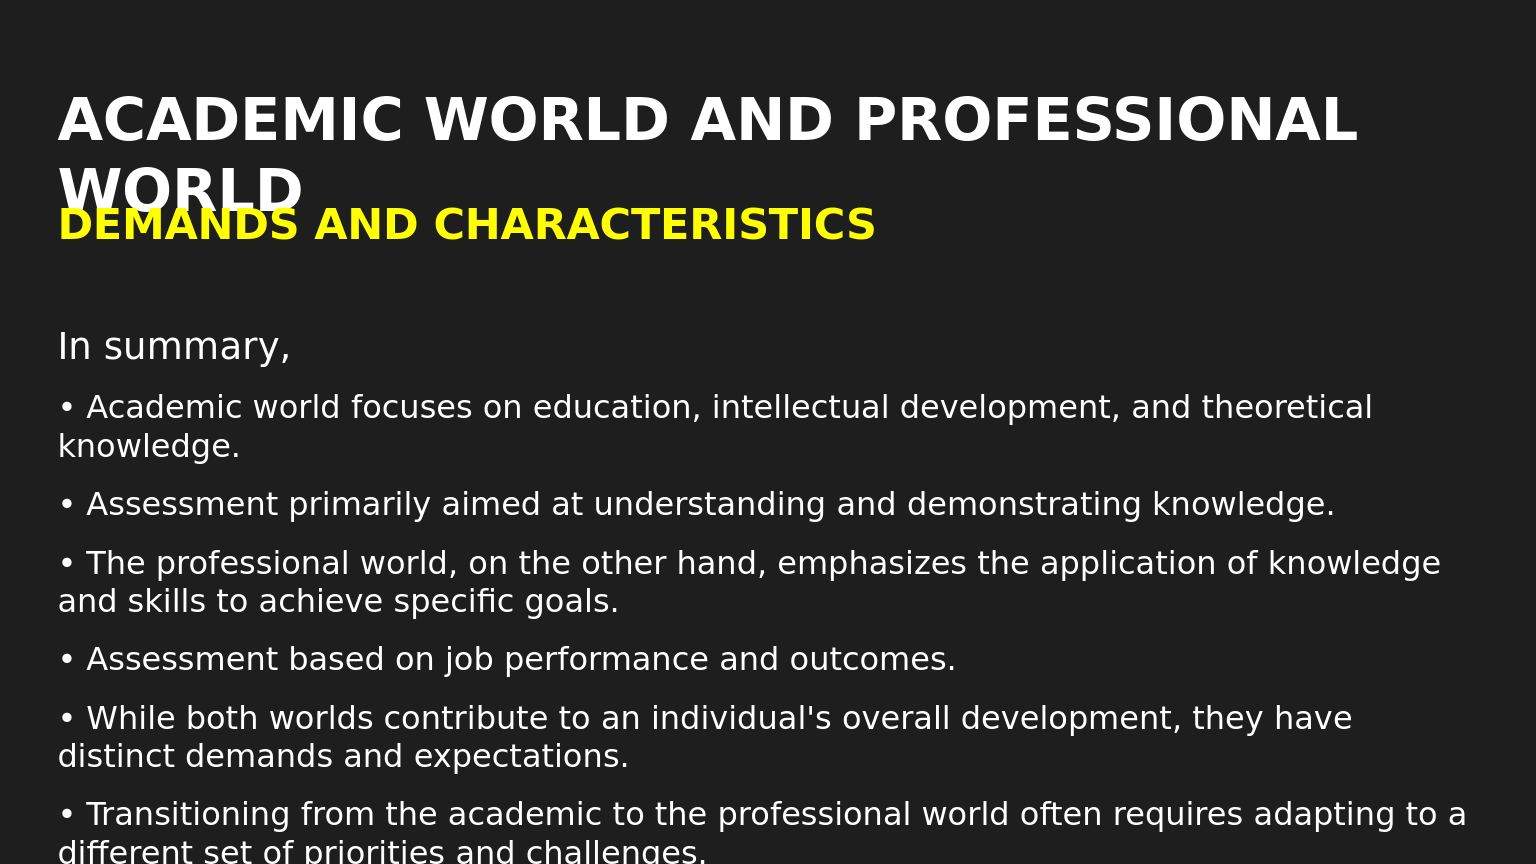 ACADEMIC WORLD AND PROFESSIONAL
WORLD
DEMANDS AND CHARACTERISTICS
In summary,
• Academic world focuses on education, intellectual development, and theoretical
knowledge.
• Assessment primarily aimed at understanding and demonstrating knowledge.
• The professional world, on the other hand, emphasizes the application of knowledge
and skills to achieve specific goals.
• Assessment based on job performance and outcomes.
• While both worlds contribute to an individual's overall development, they have
distinct demands and expectations.
• Transitioning from the academic to the professional world often requires adapting to a
different set of priorities and challenges.